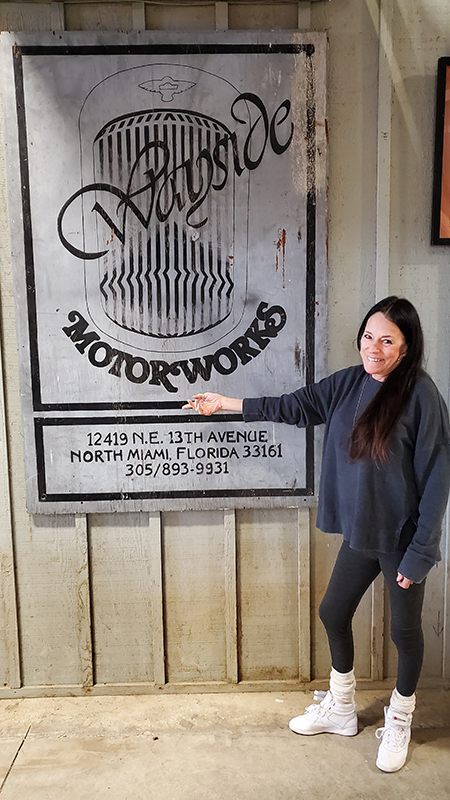 Wayside
MOTORWORKS
12419 N.E. 13TH AVENUE
NORTH MIAMI, FLORIDA 33161
305/893-9931